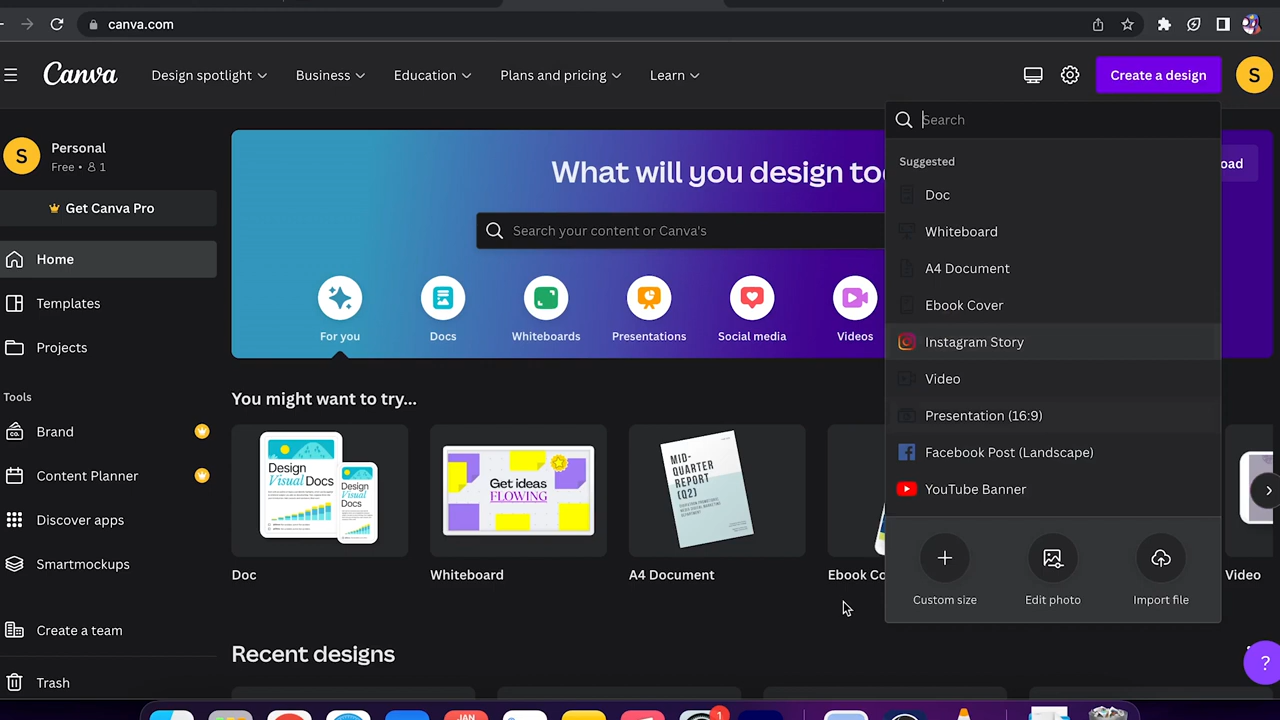 canva.com
Canva
Design spotlight
Business
Education
Plans and pricing
Learn
Create a design
S
S
Personal
Free • 1
Get Canva Pro
Home
Templates
Projects
Tools
Brand
Content Planner
Discover apps
Smartmockups
Create a team
Trash
What will you design to
oad
Search your content or Canva's
For you
Docs
Whiteboards
Presentations
Social media
Videos
You might want to try...
Design
Visual Docs
Design
Visual Docs
Doc
Get ideas
FLOWING
Whiteboard
MID-
QUARTER
REPORT
(Q2)
A4 Document
Ebook Co
Video
Recent designs
Search
Suggested
Doc
Whiteboard
A4 Document
Ebook Cover
Instagram Story
Video
Presentation (16:9)
Facebook Post (Landscape)
YouTube Banner
Custom size
Edit photo
Import file
?
JAN
1